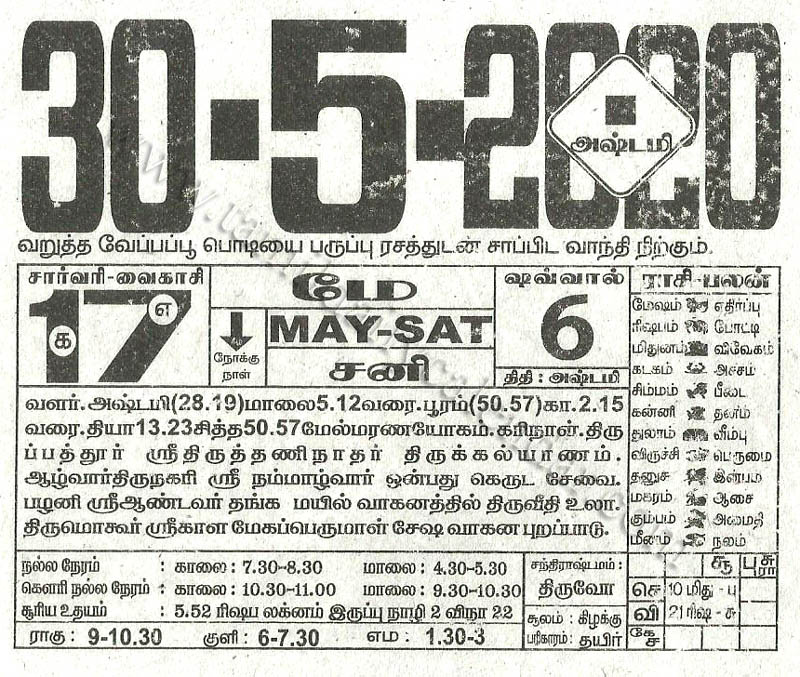 30-5-2020
அஷ்டமி
வறுத்த வேப்பப்பூ பொடியை பருப்பு ரசத்துடன் சாப்பிட வாந்தி நிற்கும்.
சார்வரி-வைகாசி
17
க
எ
நோக்கு
நாள்
மே
MAY-SAT
சனி
ஷவ்வால்
6
திதி : அஷ்டமி
ராசி-பலன்
மேஷம் எதிர்ப்பு
ரிஷபம் போட்டி
மிதுனம் விவேகம்
கடகம் அச்சம்
சிம்மம் பீடை
கன்னி தனம்
துலாம் வீம்பு
விருச்சி பெருமை
தனுசு இன்பம்
மகரம் ஆசை
கும்பம் அமைதி
மீனம் நலம்
வளர்.அஷ்டமி(28.19)மாலை5.12வரை.பூரம்(50.57)கா.2.15
வரை.தியா13.23சித்த50.57மேல்மரணயோகம்.கரிநாள்.திரு
ப்பத்தூர் ஸ்ரீதிருத்தணிநாதர் திருக்கல்யாணம்.
ஆழ்வார்திருநகரி ஸ்ரீ நம்மாழ்வார் ஒன்பது கெருட சேவை.
பழனி ஸ்ரீஆண்டவர் தங்க மயில் வாகனத்தில் திருவீதி உலா.
திருமொகூர் ஸ்ரீகாள மேகப்பெருமாள் சேஷ வாகன புறப்பாடு.
நல்ல நேரம் : காலை: 7.30-8.30 மாலை: 4.30-5.30
கௌரி நல்ல நேரம் : காலை: 10.30-11.00 மாலை: 9.30-10.30
சூரிய உதயம் : 5.52 ரிஷப லக்னம் இருப்பு நாழி 2 விநா 22
ராகு : 9-10.30 குளி : 6-7.30 எம : 1.30-3
சந்திராஷ்டமம் :
திருவோ
சூலம் : கிழக்கு
பரிகாரம் : தயிர்
சூ பு சு
ரா
செ 10 மிது - பு
வி 21 ரிஷ - சு
கே
ச